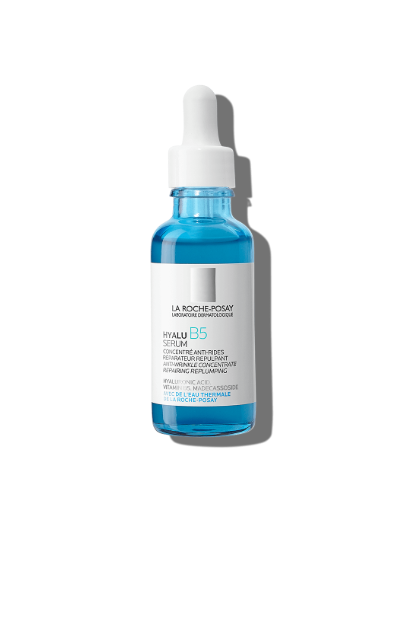 LA ROCHE-POSAY
LABORATOIRE DERMATOLOGIQUE
HYALU B5
SERUM
CONCENTRÉ ANTI-RIDES
RÉPARATEUR REPULPANT
ANTI-WRINKLE CONCENTRATE
REPAIRING REPLUMPING
HYALURONIC ACID
VITAMIN B5. MADECASSOSIDE
AVEC DE L'EAU THERMALE
DE LA ROCHE-POSAY